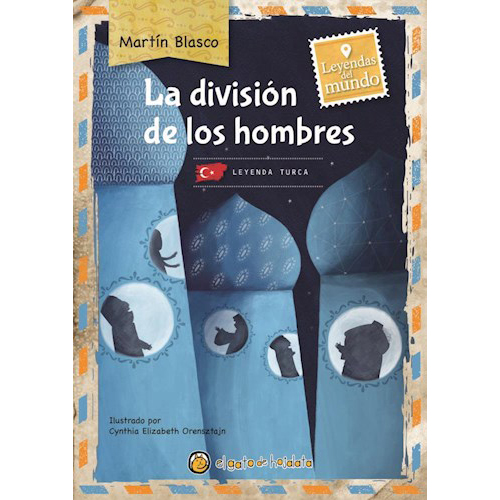 Martín Blasco
Leyendas
del
mundo
La división
de los hombres
LEYENDA TURCA
Ilustrado por
Cynthia Elizabeth Orensztajn
el gato de hojalata